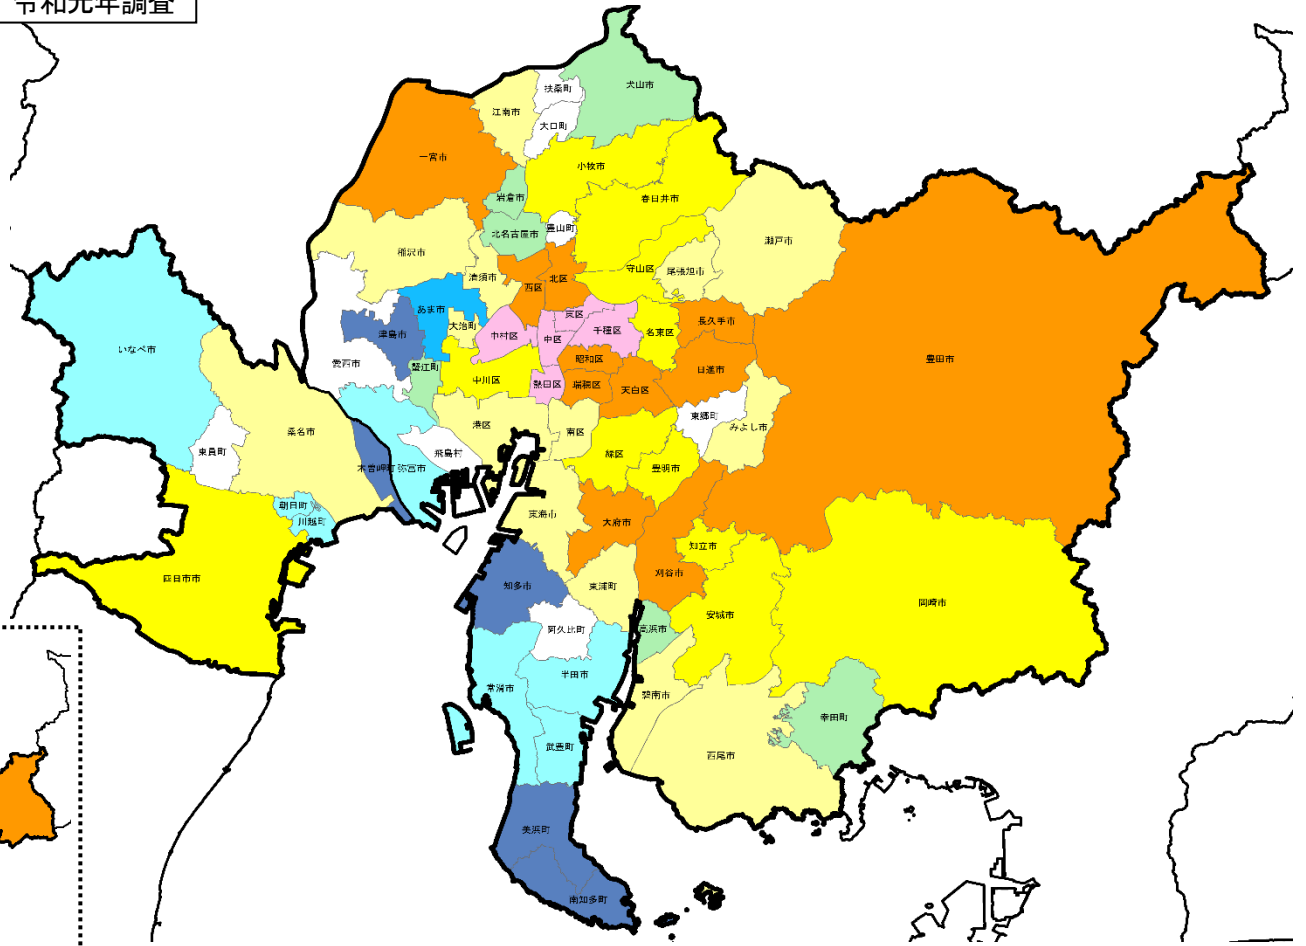 令和元年調査
扶桑町
犬山市
江南市
大口町
一宮市
小牧市
岩倉市
春日井市
北名古屋市
豊山町
瀬戸市
稲沢市
清須市
守山区
尾張旭市
北区
西区
あま市
東区
長久手市
大治町
千種区
名東区
津島市
中村区
中区
いなべ市
昭和区
豊田市
愛西市
蟹江町
日進市
中川区
熱田区
瑞穂区
天白区
東郷町
みよし市
港区
南区
桑名市
東員町
飛島村
緑区
木曽岬町
弥富市
豊明市
朝日町
川越町
東海市
大府市
知立市
四日市市
知多市
東浦町
刈谷市
岡崎市
安城市
阿久比町
高浜市
半田市
常滑市
碧南市
幸田町
武豊町
西尾市
美浜町
南知多町